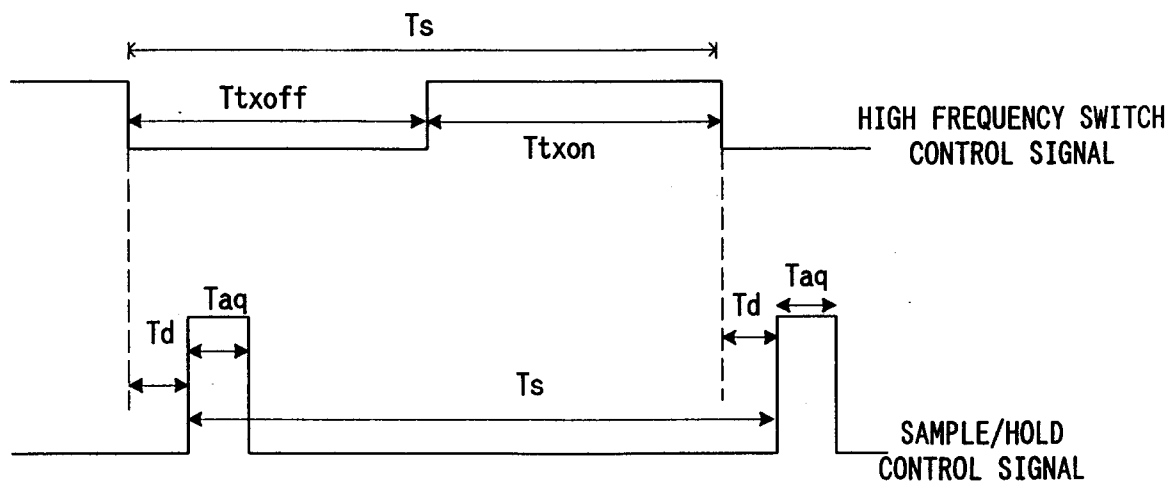 Ts
Ttxoff
Ttxon
HIGH FREQUENCY SWITCH
CONTROL SIGNAL
Taq
Td
Taq
Td
Ts
SAMPLE/HOLD
CONTROL SIGNAL